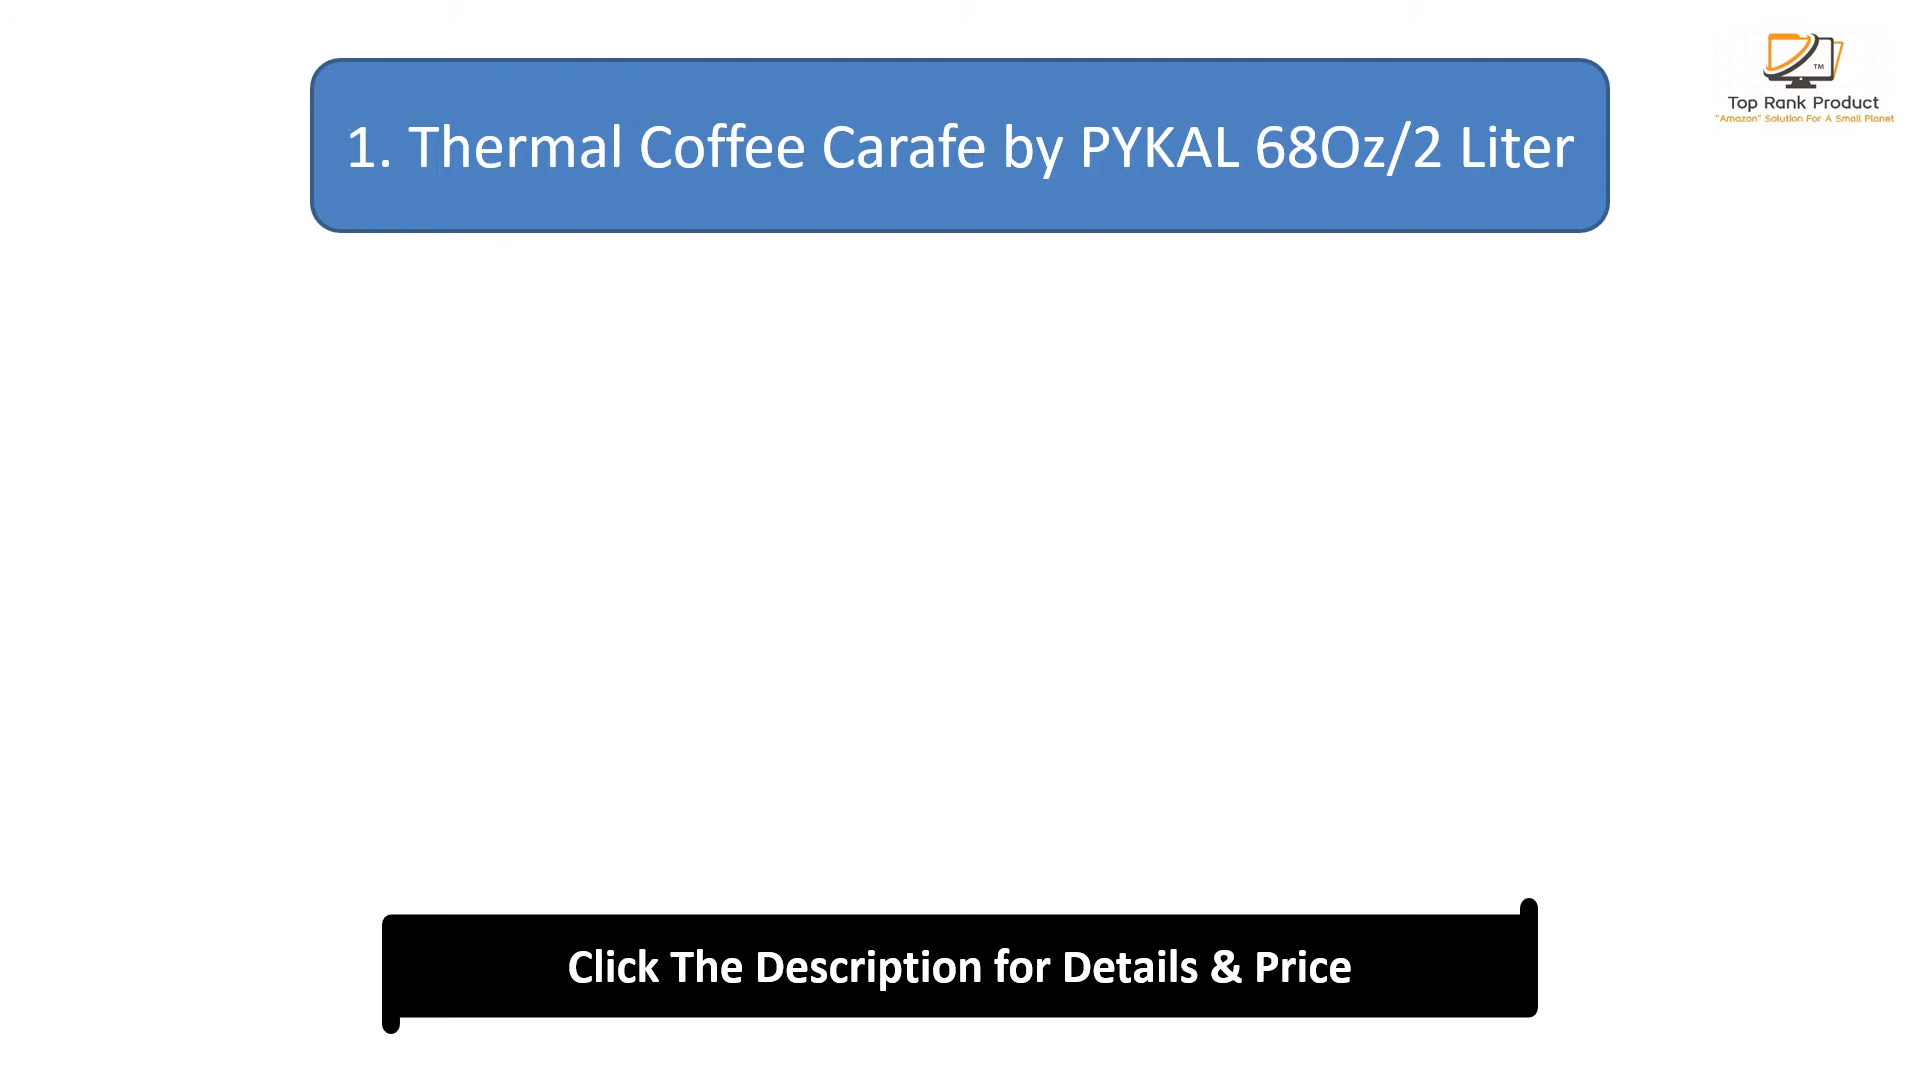 1. Thermal Coffee Carafe by PYKAL 68Oz/2 Liter
TM
Top Rank Product
"Amazon" Solution For A Small Planet
Click The Description for Details & Price